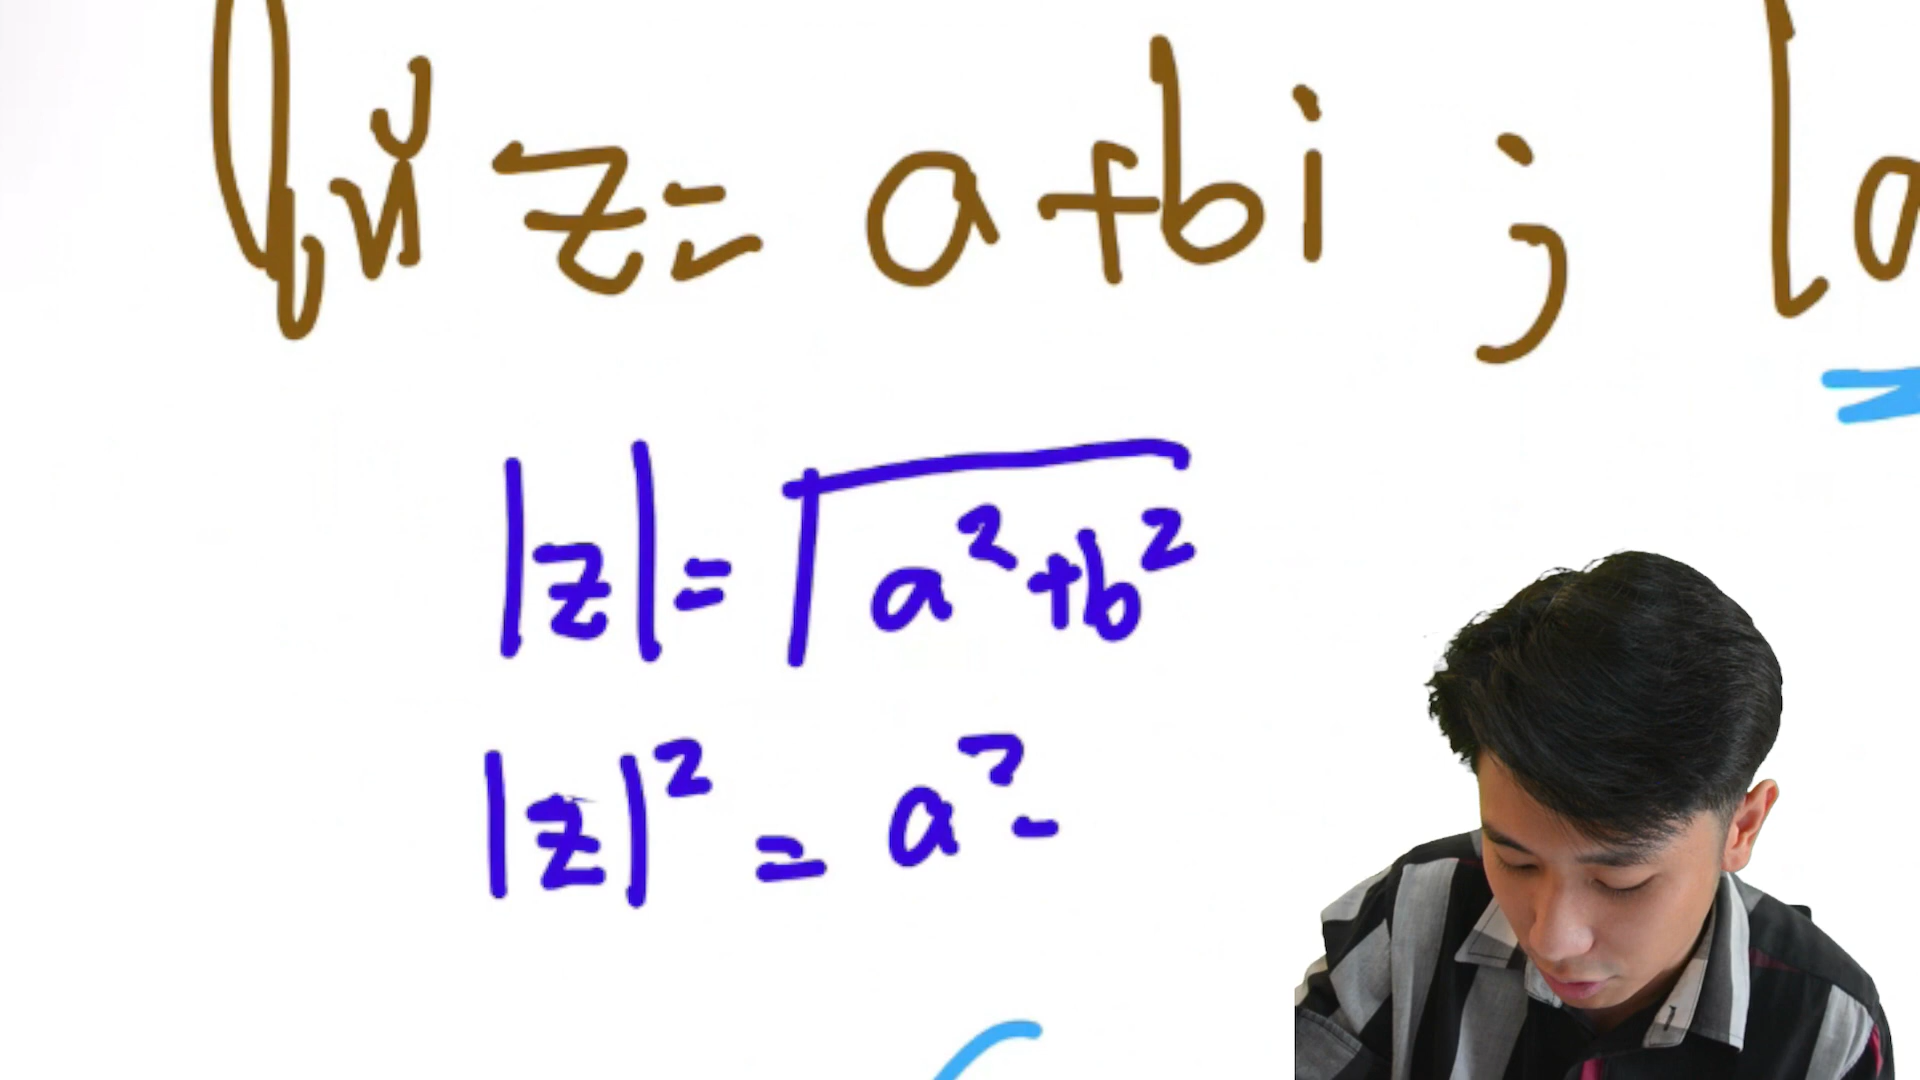 z= a+bi ; [a
|z|= √a²+b²
|z|² = a² -